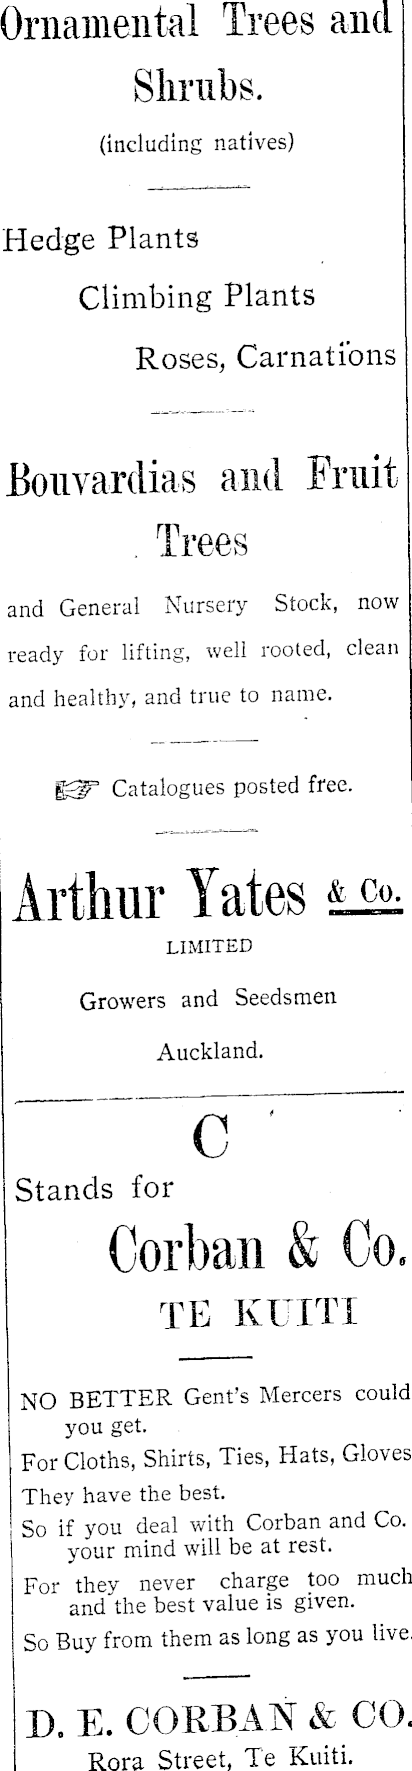 Ornamental Trees and
Shrubs.
(including natives)
Hedge Plants
Climbing Plants
Roses, Carnations
Bouvardias and Fruit
Trees
and General Nursery Stock, now
ready for lifting, well rooted, clean
and healthy, and true to name.
☞ Catalogues posted free.
Arthur Yates & Co.
LIMITED
Growers and Seedsmen
Auckland.
C
Stands for
Corban & Co.
TE KUITI
NO BETTER Gent's Mercers could
you get.
For Cloths, Shirts, Ties, Hats, Gloves
They have the best.
So if you deal with Corban and Co.
your mind will be at rest.
For they never charge too much
and the best value is given.
So Buy from them as long as you live.
D. E. CORBAN & CO.
Rora Street, Te Kuiti.